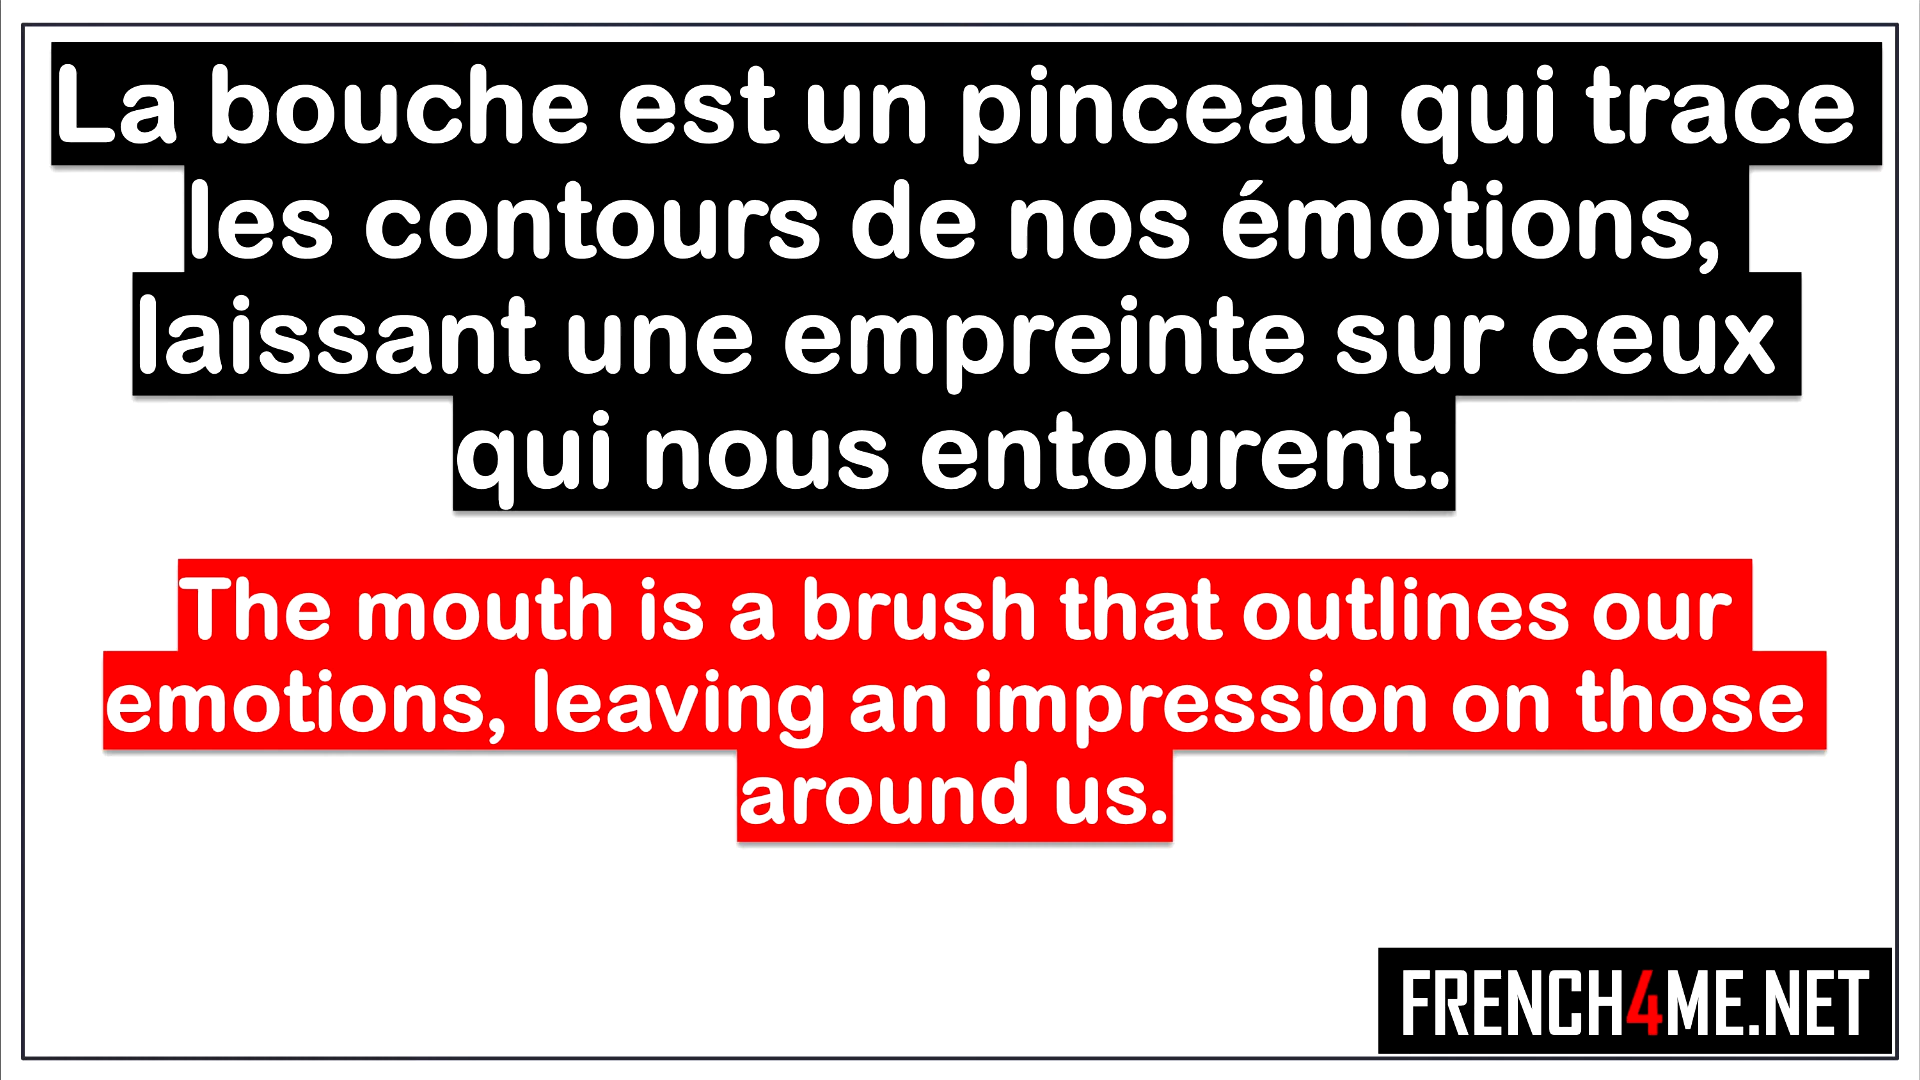 La bouche est un pinceau qui trace
les contours de nos émotions,
laissant une empreinte sur ceux
qui nous entourent.
The mouth is a brush that outlines our
emotions, leaving an impression on those
around us.
FRENCH4ME.NET